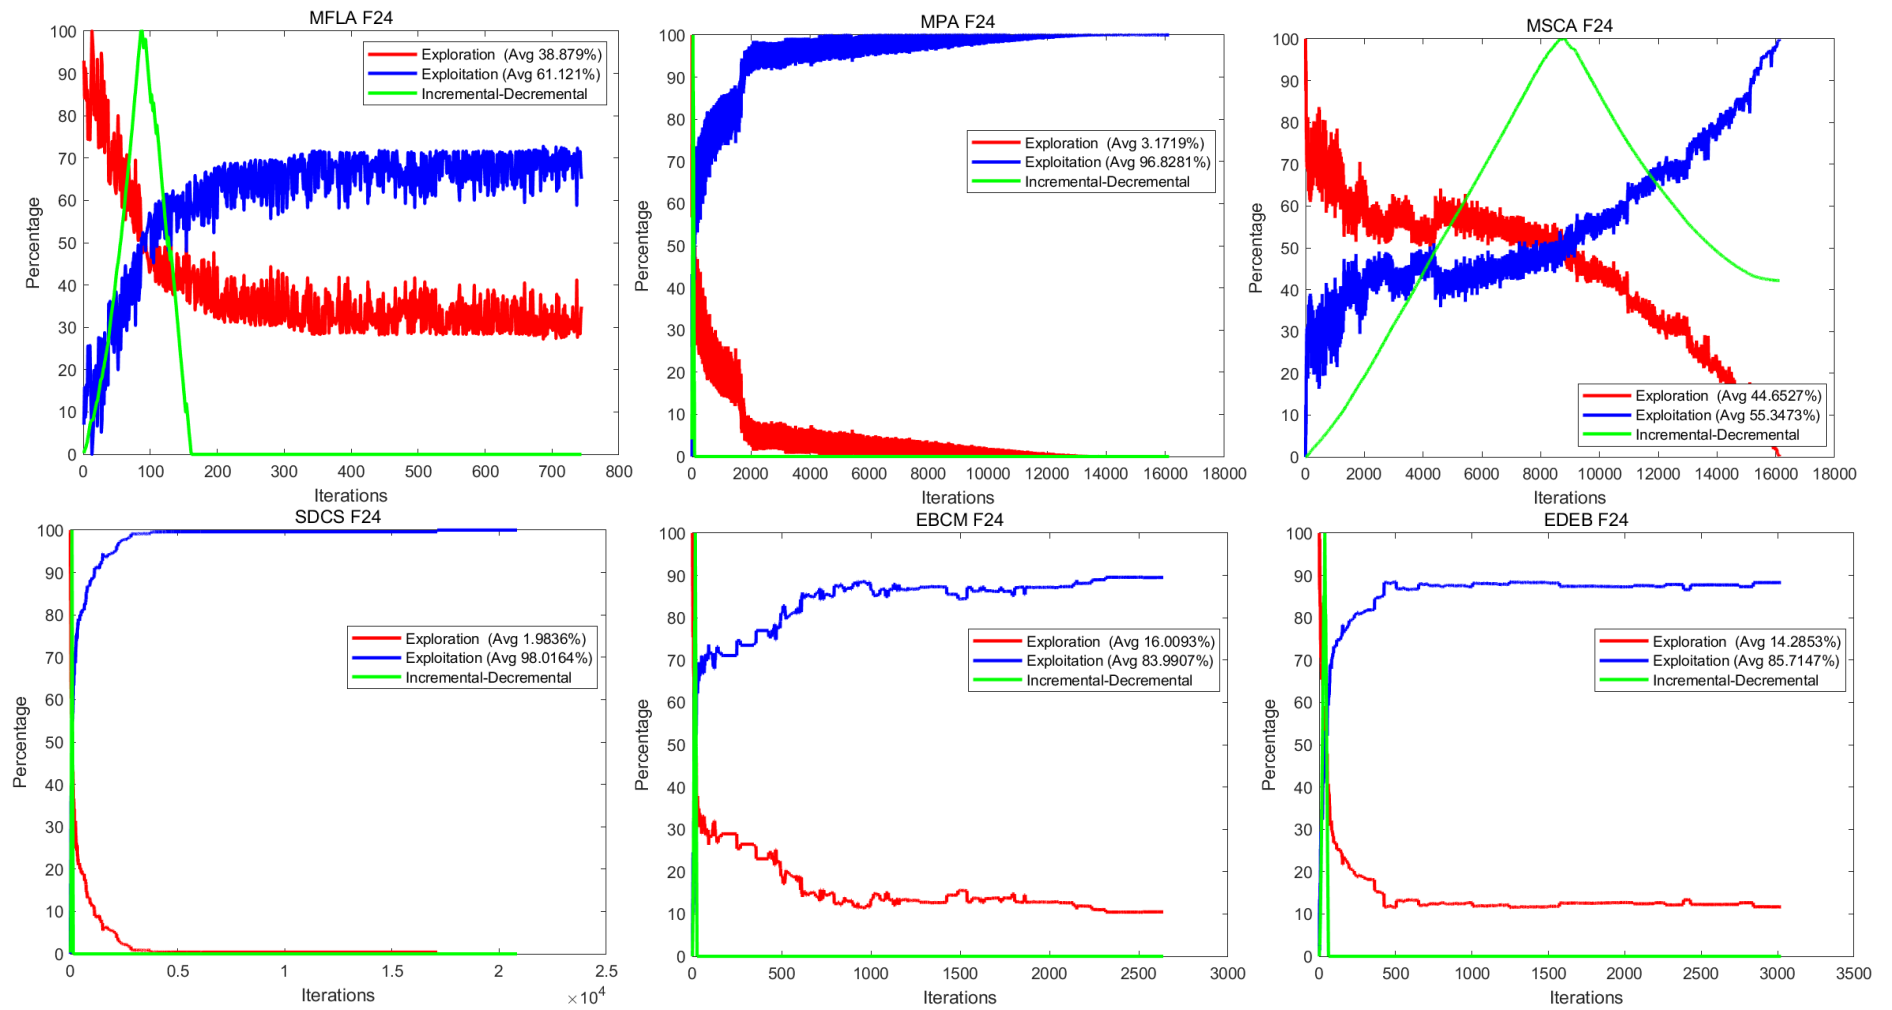 MFLA F24
100
90
80
70
60
50
40
30
20
10
0
Percentage
Exploration (Avg 38.879%)
Exploitation (Avg 61.121%)
Incremental-Decremental
0 100 200 300 400 500 600 700 800
Iterations
MPA F24
100
90
80
70
60
50
40
30
20
10
0
Percentage
Exploration (Avg 3.1719%)
Exploitation (Avg 96.8281%)
Incremental-Decremental
0 2000 4000 6000 8000 10000 12000 14000 16000 18000
Iterations
MSCA F24
100
90
80
70
60
50
40
30
20
10
0
Percentage
Exploration (Avg 44.6527%)
Exploitation (Avg 55.3473%)
Incremental-Decremental
0 2000 4000 6000 8000 10000 12000 14000 16000 18000
Iterations
SDCS F24
100
90
80
70
60
50
40
30
20
10
0
Percentage
Exploration (Avg 1.9836%)
Exploitation (Avg 98.0164%)
Incremental-Decremental
0 0.5 1 1.5 2 2.5
Iterations
×10⁴
EBCM F24
100
90
80
70
60
50
40
30
20
10
0
Percentage
Exploration (Avg 16.0093%)
Exploitation (Avg 83.9907%)
Incremental-Decremental
0 500 1000 1500 2000 2500 3000
Iterations
EDEB F24
100
90
80
70
60
50
40
30
20
10
0
Percentage
Exploration (Avg 14.2853%)
Exploitation (Avg 85.7147%)
Incremental-Decremental
0 500 1000 1500 2000 2500 3000 3500
Iterations